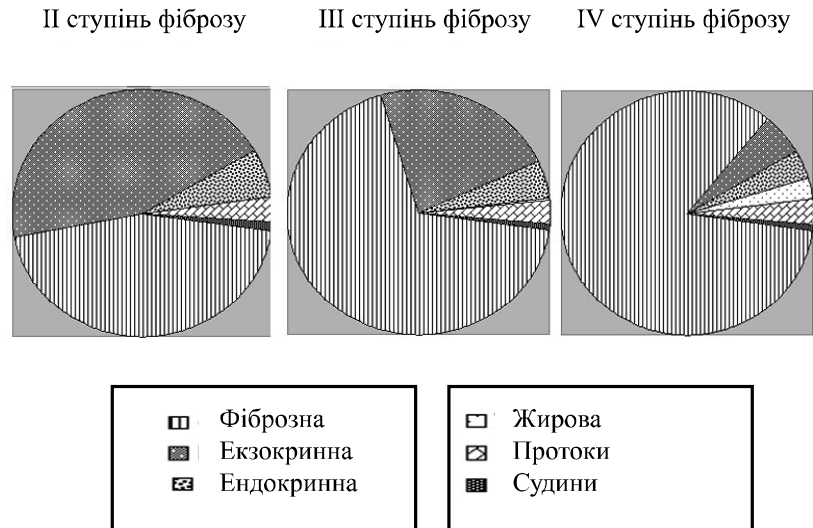 II ступінь фіброзу
III ступінь фіброзу
IV ступінь фіброзу
Фіброзна
Екзокринна
Ендокринна
Жирова
Протоки
Судини